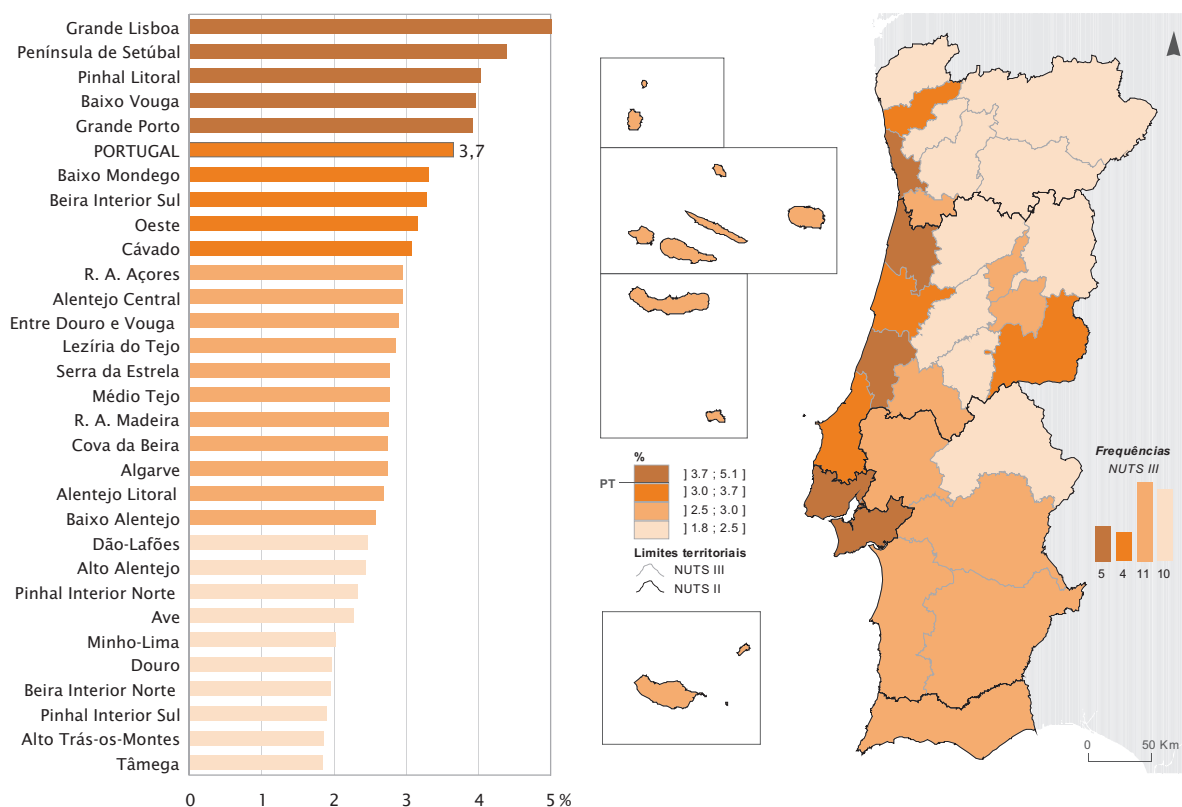 Grande Lisboa
Península de Setúbal
Pinhal Litoral
Baixo Vouga
Grande Porto
PORTUGAL 3,7
Baixo Mondego
Beira Interior Sul
Oeste
Cávado
R. A. Açores
Alentejo Central
Entre Douro e Vouga
Lezíria do Tejo
Serra da Estrela
Médio Tejo
R. A. Madeira
Cova da Beira
Algarve
Alentejo Litoral
Baixo Alentejo
Dão-Lafões
Alto Alentejo
Pinhal Interior Norte
Ave
Minho-Lima
Douro
Beira Interior Norte
Pinhal Interior Sul
Alto Trás-os-Montes
Tâmega
0 1 2 3 4 5 %
%
] 3.7 ; 5.1 ]
PT
] 3.0 ; 3.7 ]
] 2.5 ; 3.0 ]
] 1.8 ; 2.5 ]
Limites territoriais
NUTS III
NUTS II
Frequências
NUTS III
5 4 11 10
0 50 Km